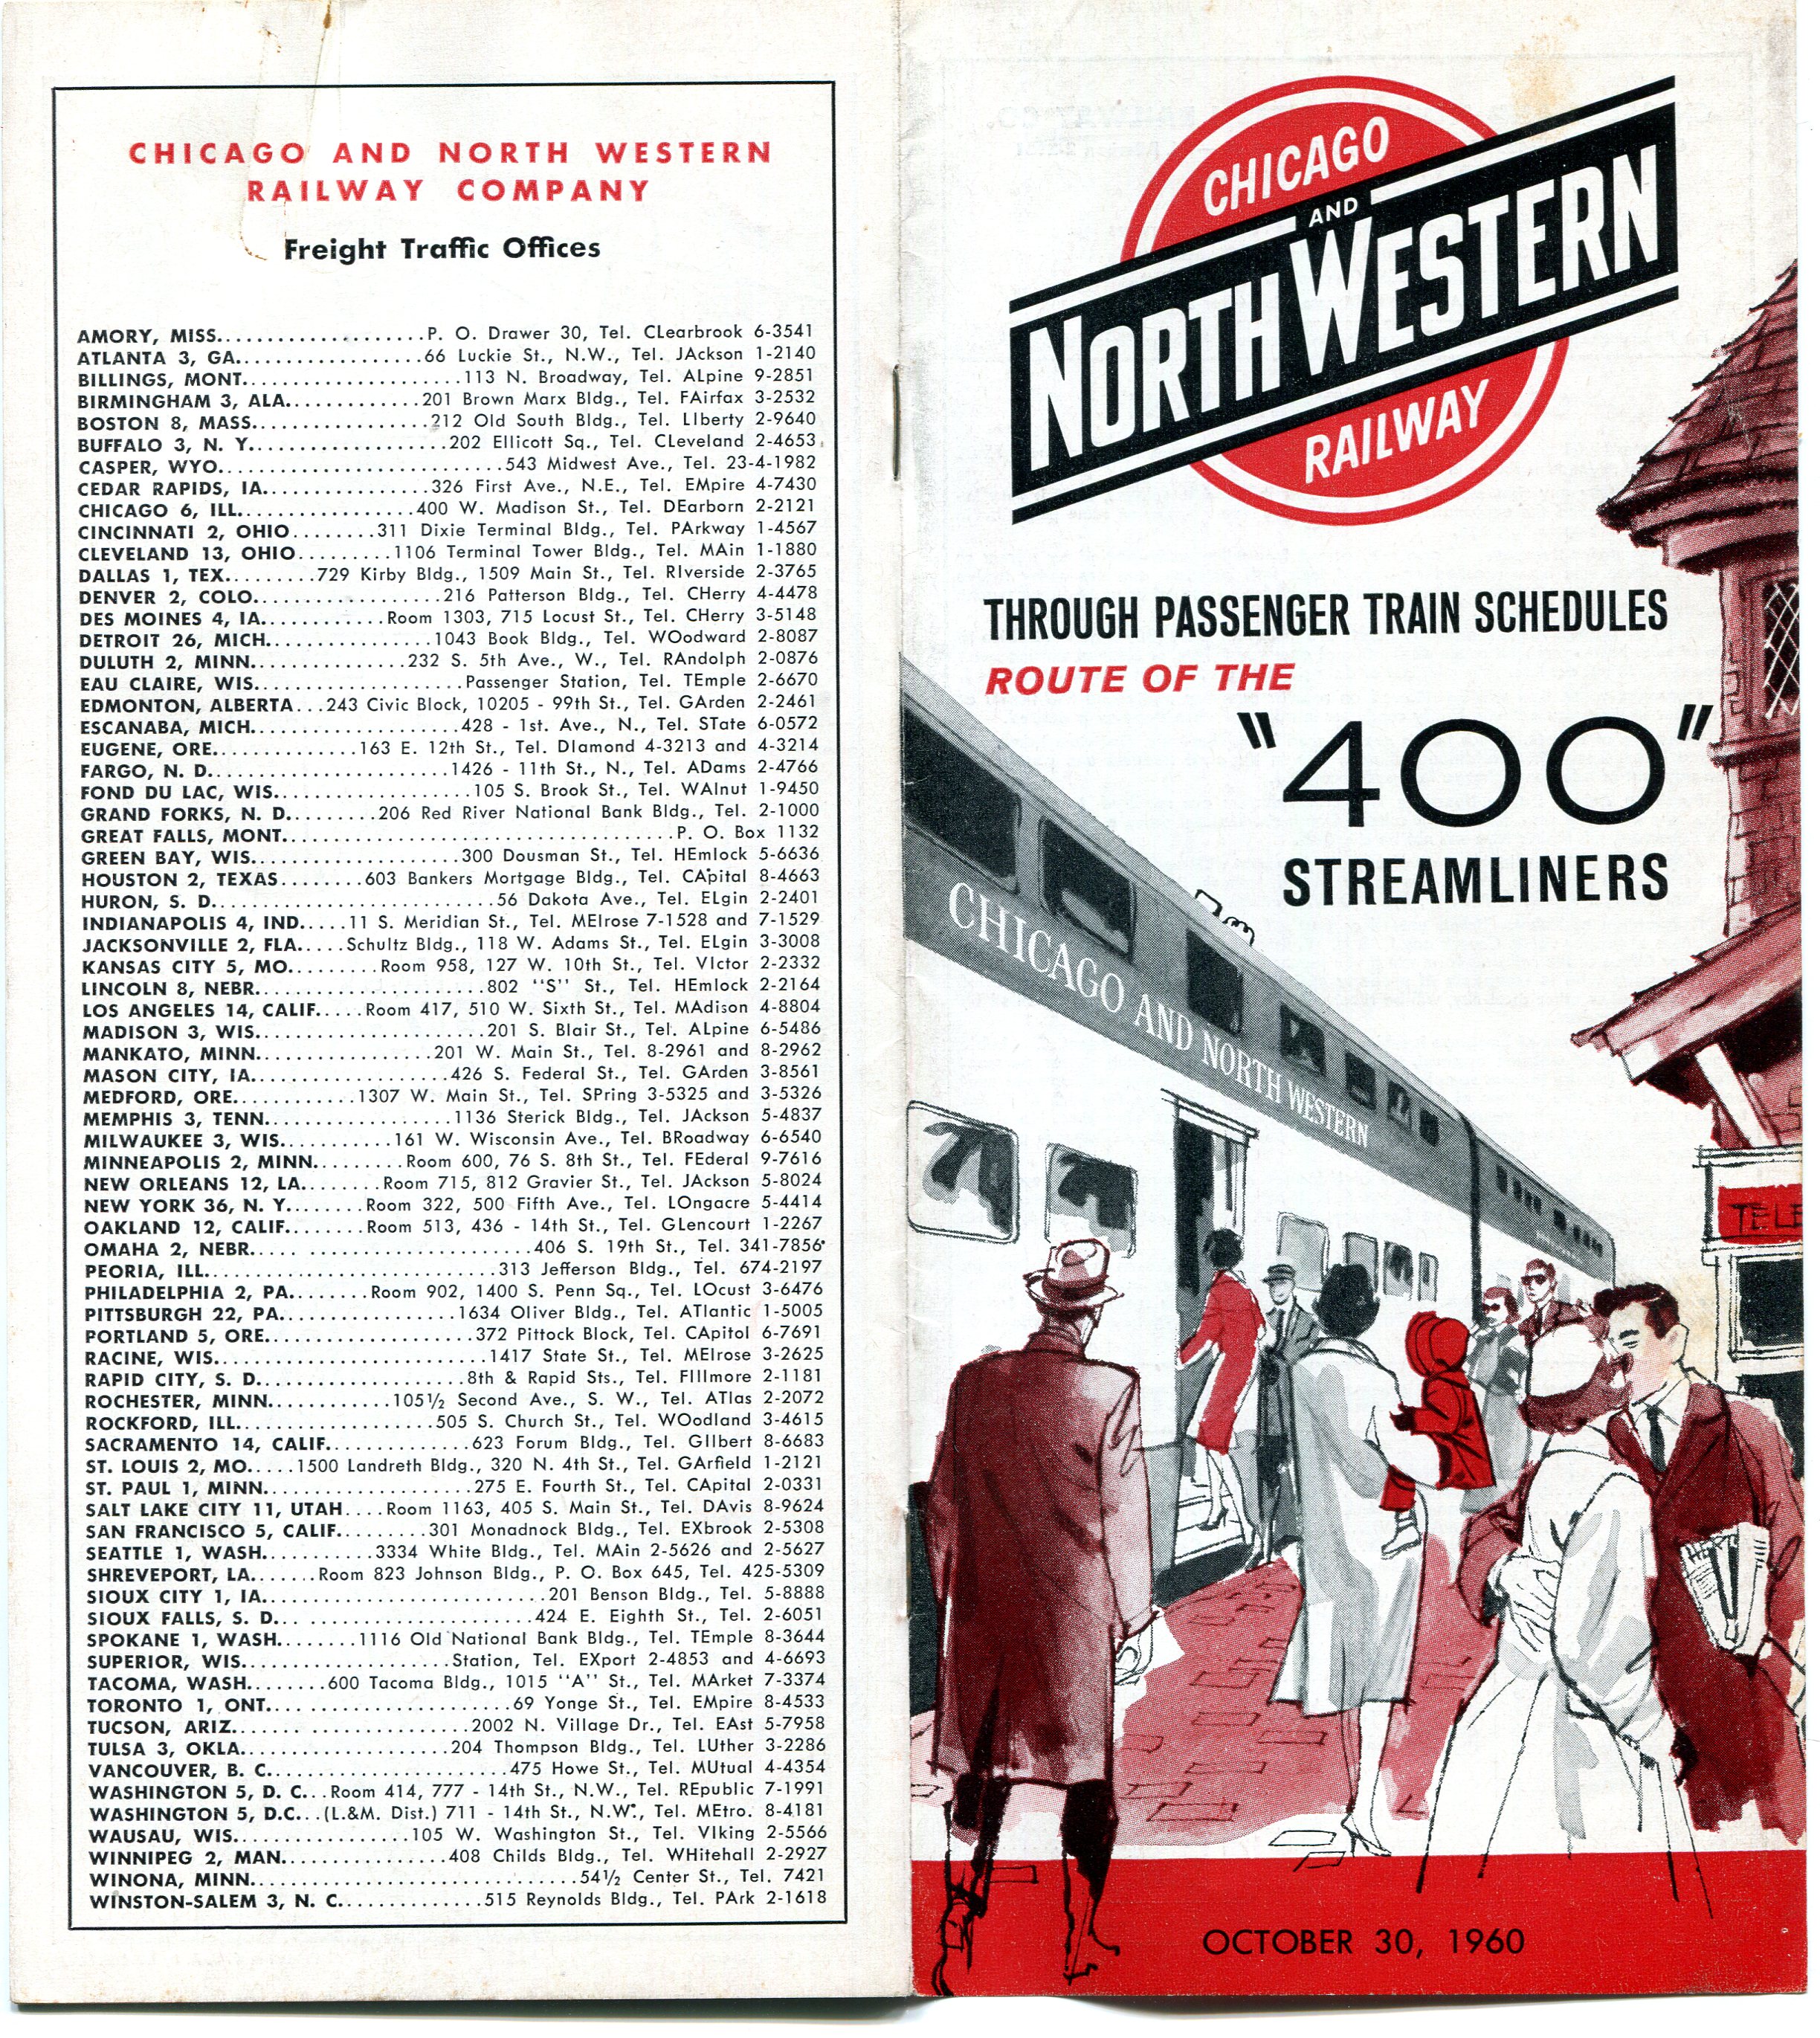 CHICAGO AND NORTH WESTERN
RAILWAY COMPANY
Freight Traffic Offices
AMORY, MISS....................P. O. Drawer 30, Tel. CLearbrook 6-3541
ATLANTA 3, GA..................66 Luckie St., N.W., Tel. JAckson 1-2140
BILLINGS, MONT.....................113 N. Broadway, Tel. ALpine 9-2851
BIRMINGHAM 3, ALA.............201 Brown Marx Bldg., Tel. FAirfax 3-2532
BOSTON 8, MASS.................212 Old South Bldg., Tel. LIberty 2-9640
BUFFALO 3, N. Y...................202 Ellicott Sq., Tel. CLeveland 2-4653
CASPER, WYO...........................543 Midwest Ave., Tel. 23-4-1982
CEDAR RAPIDS, IA................326 First Ave., N.E., Tel. EMpire 4-7430
CHICAGO 6, ILL.................400 W. Madison St., Tel. DEarborn 2-2121
CINCINNATI 2, OHIO........311 Dixie Terminal Bldg., Tel. PArkway 1-4567
CLEVELAND 13, OHIO.........1106 Terminal Tower Bldg., Tel. MAin 1-1880
DALLAS 1, TEX.........729 Kirby Bldg., 1509 Main St., Tel. RIverside 2-3765
DENVER 2, COLO..................216 Patterson Bldg., Tel. CHerry 4-4478
DES MOINES 4, IA.............Room 1303, 715 Locust St., Tel. CHerry 3-5148
DETROIT 26, MICH................1043 Book Bldg., Tel. WOodward 2-8087
DULUTH 2, MINN...............232 S. 5th Ave., W., Tel. RAndolph 2-0876
EAU CLAIRE, WIS....................Passenger Station, Tel. TEmple 2-6670
EDMONTON, ALBERTA...243 Civic Block, 10205 - 99th St., Tel. GArden 2-2461
ESCANABA, MICH....................428 - 1st. Ave., N., Tel. STate 6-0572
EUGENE, ORE..............163 E. 12th St., Tel. DIamond 4-3213 and 4-3214
FARGO, N. D.......................1426 - 11th St., N., Tel. ADams 2-4766
FOND DU LAC, WIS...................105 S. Brook St., Tel. WAlnut 1-9450
GRAND FORKS, N. D.........206 Red River National Bank Bldg., Tel. 2-1000
GREAT FALLS, MONT.....................................P. O. Box 1132
GREEN BAY, WIS....................300 Dousman St., Tel. HEmlock 5-6636
HOUSTON 2, TEXAS........603 Bankers Mortgage Bldg., Tel. CApital 8-4663
HURON, S. D...........................56 Dakota Ave., Tel. ELgin 2-2401
INDIANAPOLIS 4, IND.....11 S. Meridian St., Tel. MElrose 7-1528 and 7-1529
JACKSONVILLE 2, FLA.....Schultz Bldg., 118 W. Adams St., Tel. ELgin 3-3008
KANSAS CITY 5, MO.........Room 958, 127 W. 10th St., Tel. VIctor 2-2332
LINCOLN 8, NEBR.......................802 "S" St., Tel. HEmlock 2-2164
LOS ANGELES 14, CALIF.....Room 417, 510 W. Sixth St., Tel. MAdison 4-8804
MADISON 3, WIS.......................201 S. Blair St., Tel. ALpine 6-5486
MANKATO, MINN.................201 W. Main St., Tel. 8-2961 and 8-2962
MASON CITY, IA...................426 S. Federal St., Tel. GArden 3-8561
MEDFORD, ORE............1307 W. Main St., Tel. SPring 3-5325 and 3-5326
MEMPHIS 3, TENN...................1136 Sterick Bldg., Tel. JAckson 5-4837
MILWAUKEE 3, WIS...........161 W. Wisconsin Ave., Tel. BRoadway 6-6540
MINNEAPOLIS 2, MINN.........Room 600, 76 S. 8th St., Tel. FEderal 9-7616
NEW ORLEANS 12, LA........Room 715, 812 Gravier St., Tel. JAckson 5-8024
NEW YORK 36, N. Y........Room 322, 500 Fifth Ave., Tel. LOngacre 5-4414
OAKLAND 12, CALIF........Room 513, 436 - 14th St., Tel. GLencourt 1-2267
OMAHA 2, NEBR..... .......................406 S. 19th St., Tel. 341-7856
PEORIA, ILL.............................313 Jefferson Bldg., Tel. 674-2197
PHILADELPHIA 2, PA........Room 902, 1400 S. Penn Sq., Tel. LOcust 3-6476
PITTSBURGH 22, PA.................1634 Oliver Bldg., Tel. ATlantic 1-5005
PORTLAND 5, ORE....................372 Pittock Block, Tel. CApitol 6-7691
RACINE, WIS...........................1417 State St., Tel. MElrose 3-2625
RAPID CITY, S. D....................8th & Rapid Sts., Tel. FIllmore 2-1181
ROCHESTER, MINN............105½ Second Ave., S. W., Tel. ATlas 2-2072
ROCKFORD, ILL....................505 S. Church St., Tel. WOodland 3-4615
SACRAMENTO 14, CALIF..............623 Forum Bldg., Tel. GIlbert 8-6683
ST. LOUIS 2, MO.....1500 Landreth Bldg., 320 N. 4th St., Tel. GArfield 1-2121
ST. PAUL 1, MINN....................275 E. Fourth St., Tel. CApital 2-0331
SALT LAKE CITY 11, UTAH....Room 1163, 405 S. Main St., Tel. DAvis 8-9624
SAN FRANCISCO 5, CALIF.........301 Monadnock Bldg., Tel. EXbrook 2-5308
SEATTLE 1, WASH...........3334 White Bldg., Tel. MAin 2-5626 and 2-5627
SHREVEPORT, LA.......Room 823 Johnson Bldg., P. O. Box 645, Tel. 425-5309
SIOUX CITY 1, IA............................201 Benson Bldg., Tel. 5-8888
SIOUX FALLS, S. D..........................424 E. Eighth St., Tel. 2-6051
SPOKANE 1, WASH........1116 Old National Bank Bldg., Tel. TEmple 8-3644
SUPERIOR, WIS.....................Station, Tel. EXport 2-4853 and 4-6693
TACOMA, WASH........600 Tacoma Bldg., 1015 "A" St., Tel. MArket 7-3374
TORONTO 1, ONT........................69 Yonge St., Tel. EMpire 8-4533
TUCSON, ARIZ...... ................2002 N. Village Dr., Tel. EAst 5-7958
TULSA 3, OKLA....................204 Thompson Bldg., Tel. LUther 3-2286
VANCOUVER, B. C........................475 Howe St., Tel. MUtual 4-4354
WASHINGTON 5, D. C...Room 414, 777 - 14th St., N.W., Tel. REpublic 7-1991
WASHINGTON 5, D.C...(L.&M. Dist.) 711 - 14th St., N.W., Tel. MEtro. 8-4181
WAUSAU, WIS..................105 W. Washington St., Tel. VIking 2-5566
WINNIPEG 2, MAN................408 Childs Bldg., Tel. WHitehall 2-2927
WINONA, MINN................................54½ Center St., Tel. 7421
WINSTON-SALEM 3, N. C..............515 Reynolds Bldg., Tel. PArk 2-1618
CHICAGO
AND
NORTH WESTERN
RAILWAY
THROUGH PASSENGER TRAIN SCHEDULES
ROUTE OF THE
"400"
STREAMLINERS
CHICAGO AND NORTH WESTERN
TELE
OCTOBER 30, 1960